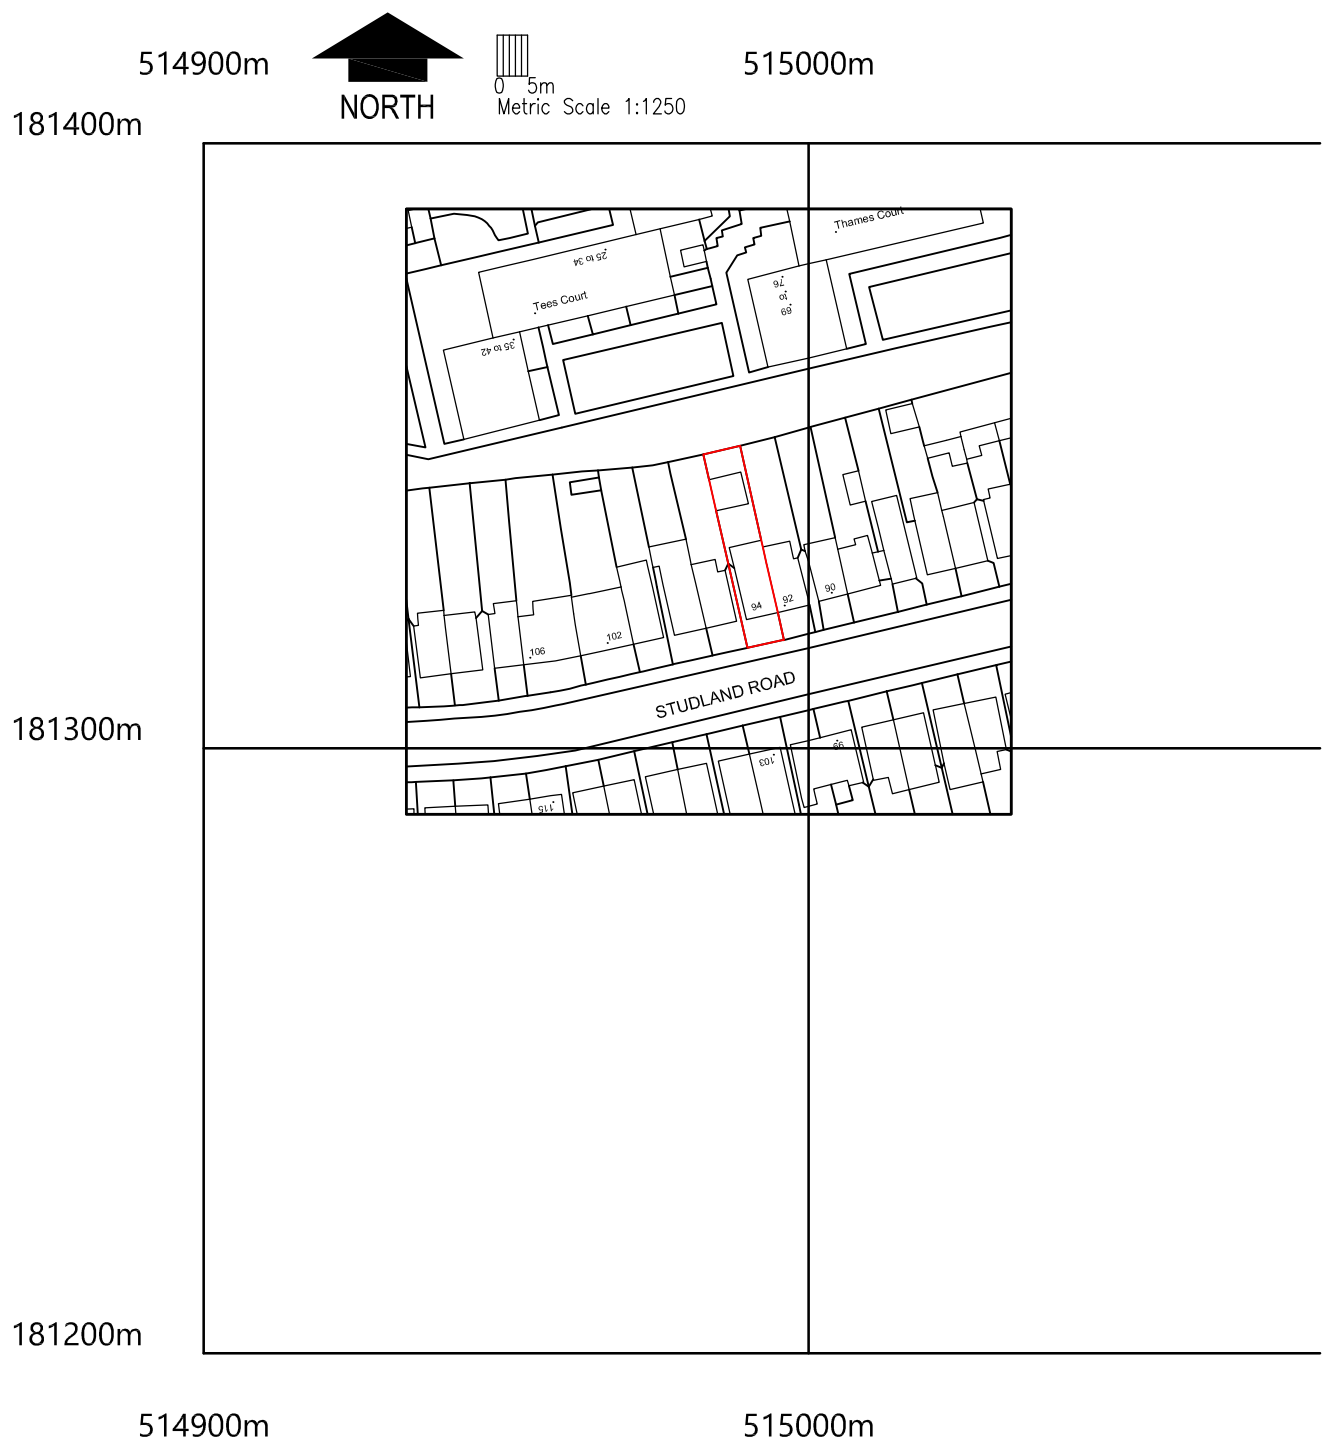 514900m
515000m
0 5m
NORTH
Metric Scale 1:1250
181400m
Thames Court
25 to 34
76
to
69
Tees Court
35 to 42
90
92
94
102
106
STUDLAND ROAD
181300m
99
103
115
181200m
514900m
515000m